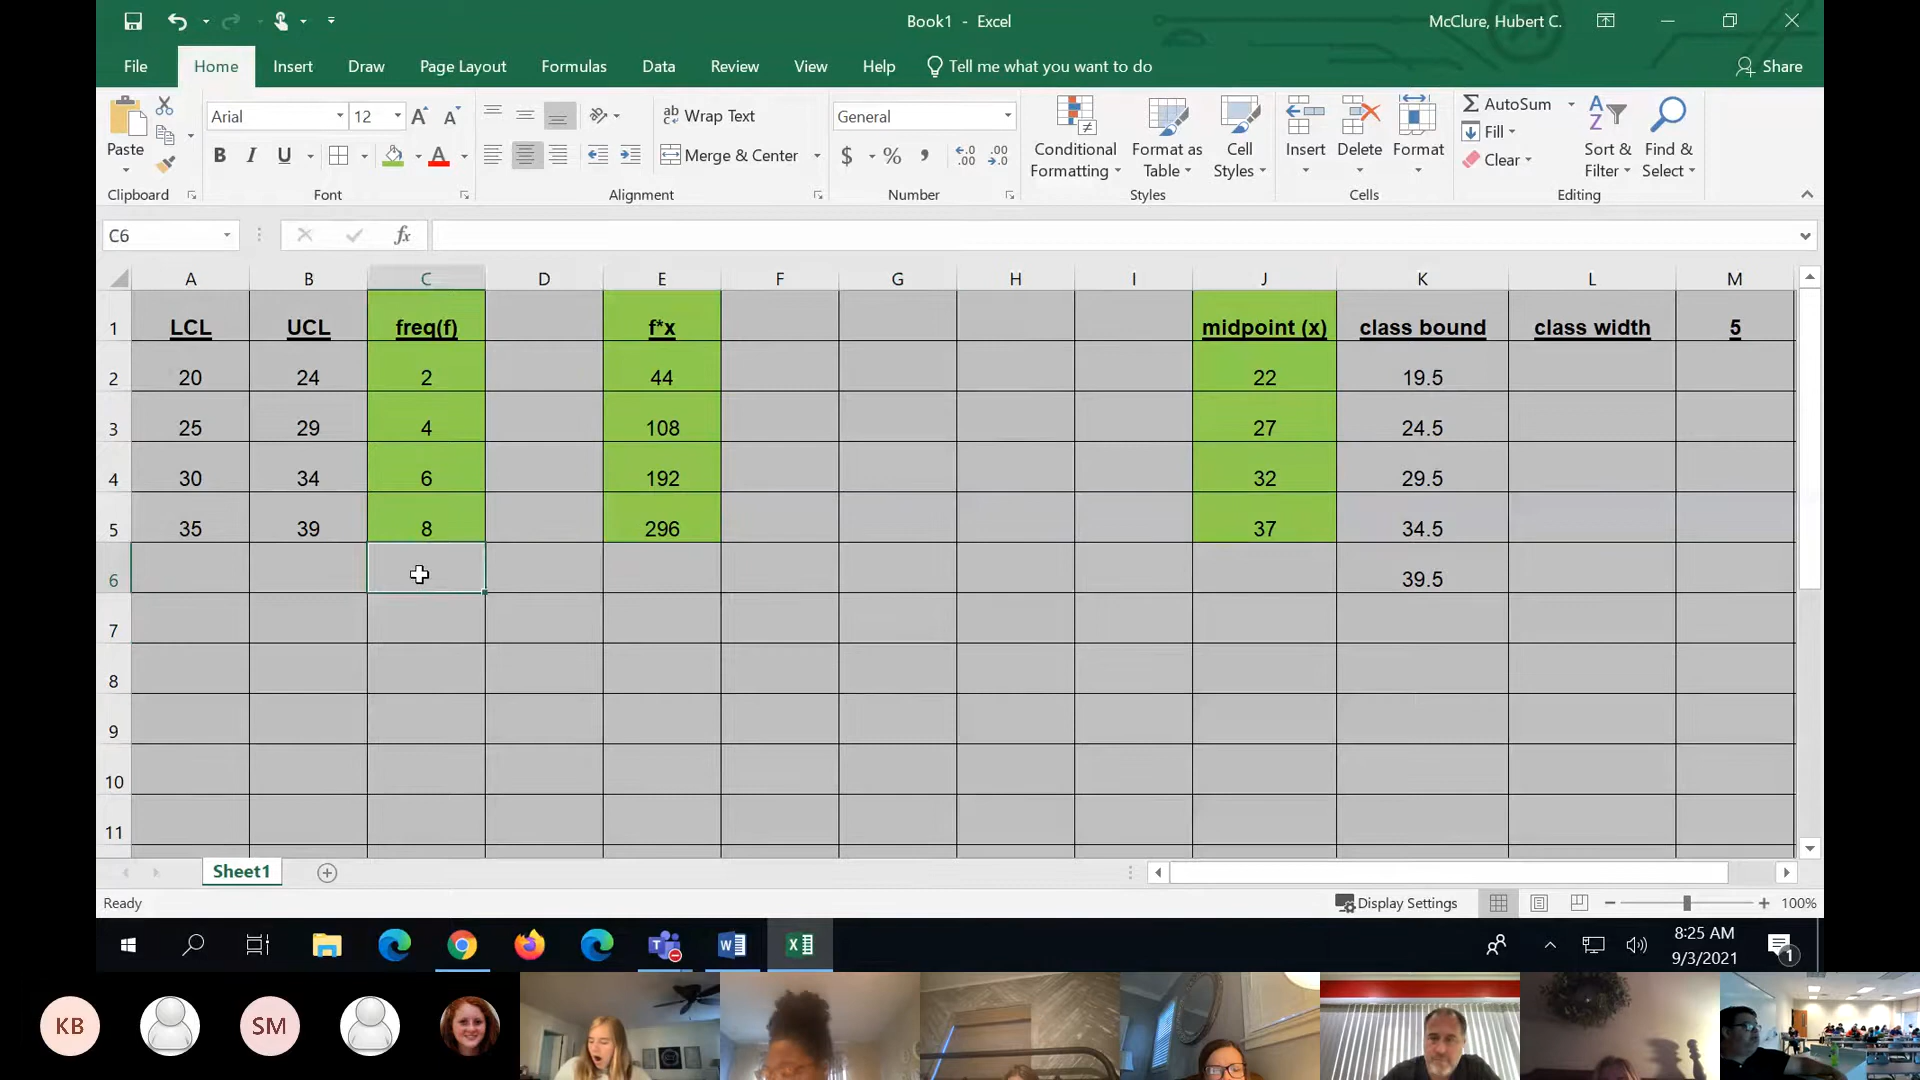 Book1 - Excel
McClure, Hubert C.
File Home Insert Draw Page Layout Formulas Data Review View Help Tell me what you want to do Share
Paste
Clipboard
Arial 12
B I U
Font
Wrap Text
Merge & Center
Alignment
General
$ % ,
Number
Conditional Formatting
Format as Table
Cell Styles
Styles
Insert Delete Format
Cells
AutoSum
Fill
Clear
Sort & Filter
Find & Select
Editing
C6 fx
A B C D E F G H I J K L M
1 LCL UCL freq(f) f*x midpoint (x) class bound class width 5
2 20 24 2 44 22 19.5
3 25 29 4 108 27 24.5
4 30 34 6 192 32 29.5
5 35 39 8 296 37 34.5
6 39.5
7
8
9
10
11
Sheet1
Ready Display Settings 100%
8:25 AM
9/3/2021
1
KB SM